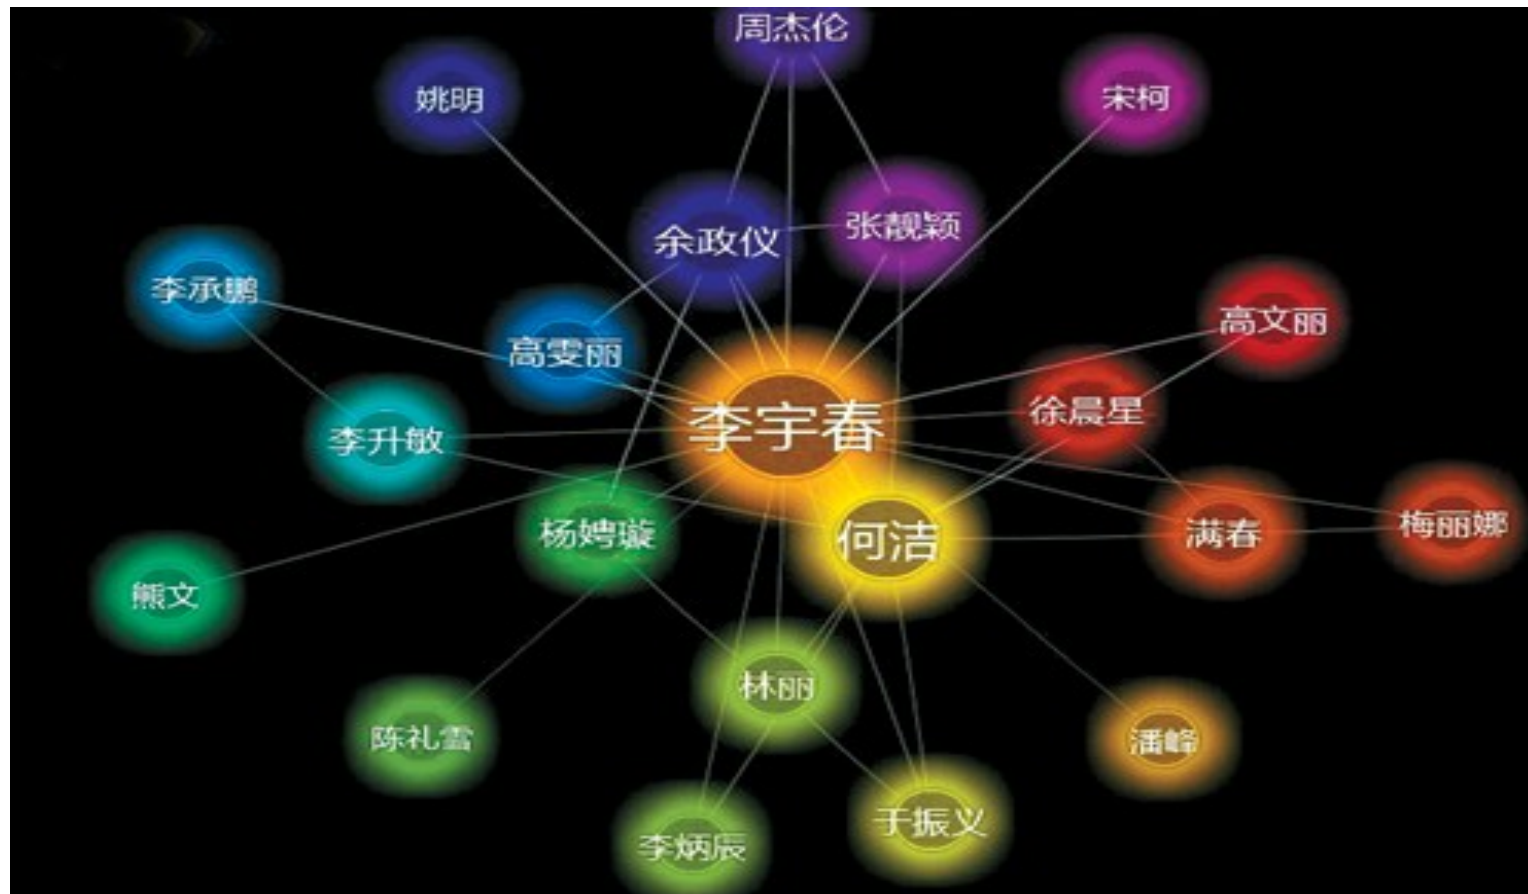 周杰伦
姚明
宋柯
余政仪
张靓颖
李承鹏
高雯丽
高文丽
李宇春
徐晨星
李升敏
杨娉璇
何洁
满春
梅丽娜
熊文
林丽
陈礼雪
潘峰
李炳辰
于振义